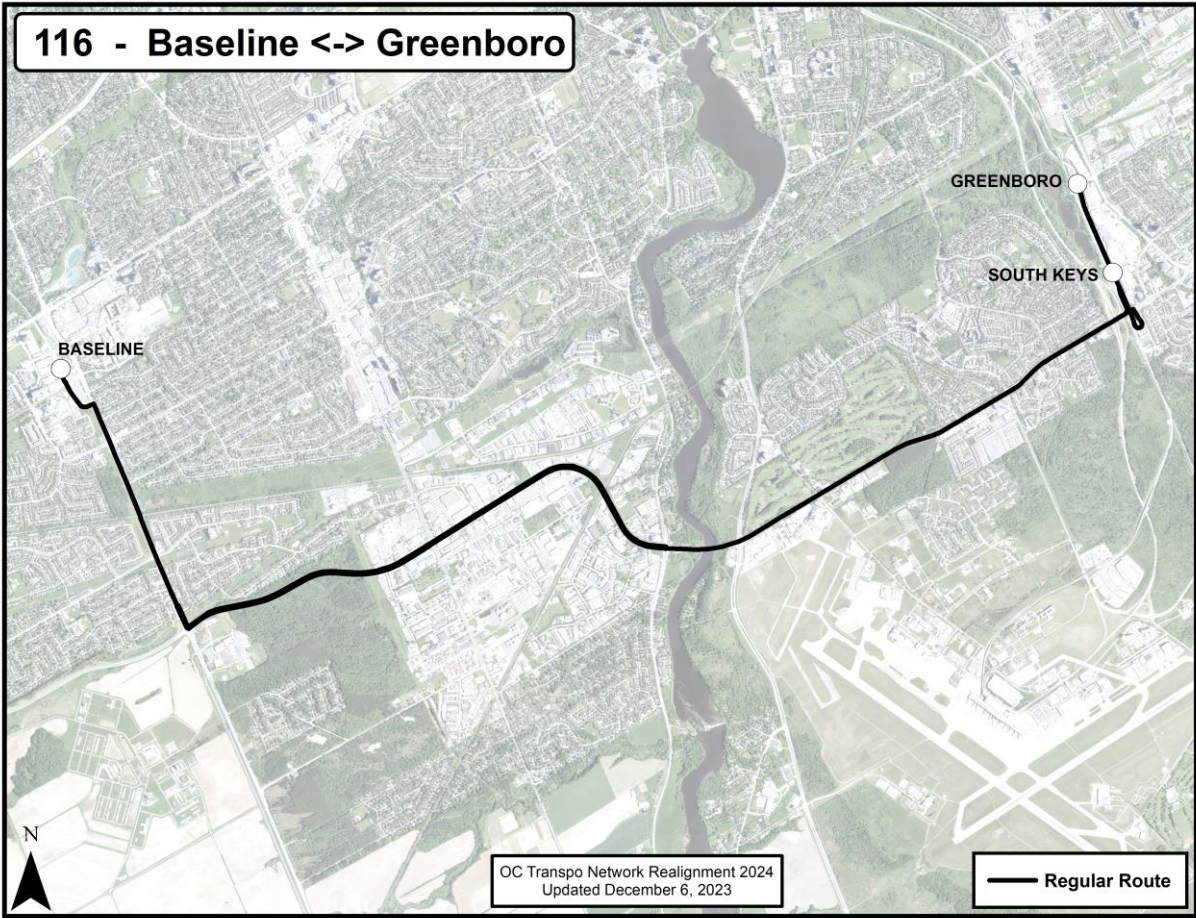 116 - Baseline <-> Greenboro
GREENBORO
SOUTH KEYS
BASELINE
N
OC Transpo Network Realignment 2024
Updated December 6, 2023
Regular Route